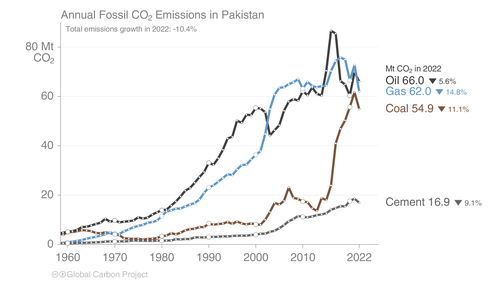 Annual Fossil CO₂ Emissions in Pakistan
Total emissions growth in 2022: -10.4%
80 Mt
CO₂
60
40
20
0
1960 1970 1980 1990 2000 2010 2022
Mt CO₂ in 2022
Oil 66.0 ▼ 5.6%
Gas 62.0 ▼ 14.8%
Coal 54.9 ▼ 11.1%
Cement 16.9 ▼ 9.1%
Global Carbon Project